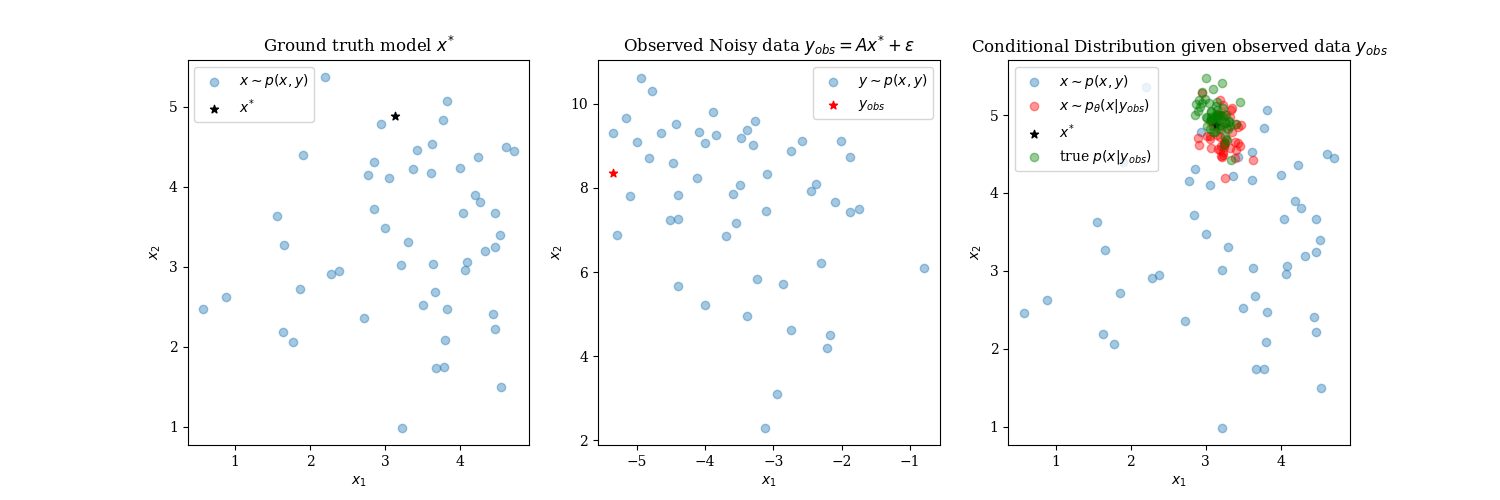 Ground truth model x*
x ~ p(x, y)
x*
x₂
5
4
3
2
1
1
2
3
4
x₁
Observed Noisy data y_obs = Ax* + ε
y ~ p(x, y)
y_obs
x₂
10
8
6
4
2
−5
−4
−3
−2
−1
x₁
Conditional Distribution given observed data y_obs
x ~ p(x, y)
x ~ p_θ(x|y_obs)
x*
true p(x|y_obs)
x₂
5
4
3
2
1
1
2
3
4
x₁